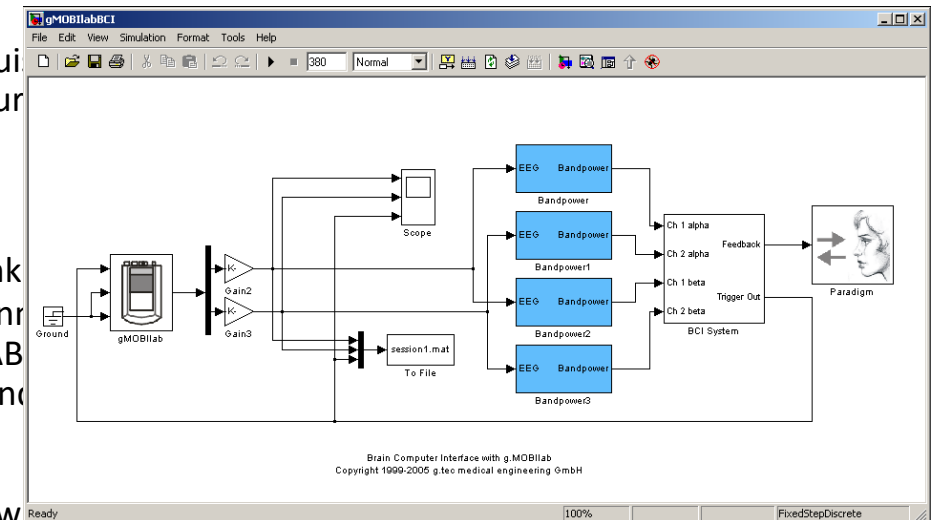 gMOBIlabBCI
File Edit View Simulation Format Tools Help
380 Normal
EEG Bandpower
Bandpower
EEG Bandpower
Bandpower1
EEG Bandpower
Bandpower2
EEG Bandpower
Bandpower3
Scope
Ch 1 alpha
Ch 2 alpha
Ch 1 beta
Ch 2 beta
Feedback
Trigger Out
BCI System
Paradigm
Ground
gMOBIlab
K-
Gain2
K-
Gain3
session1.mat
To File
Brain Computer Interface with g.MOBIlab
Copyright 1999-2005 g.tec medical engineering GmbH
Ready 100% FixedStepDiscrete